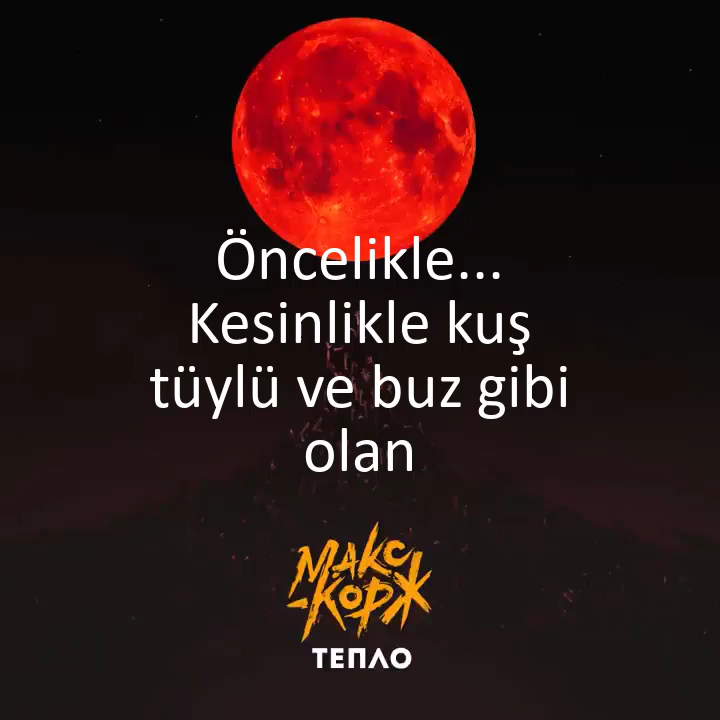 Öncelikle...
Kesinlikle kuş
tüylü ve buz gibi
olan
МАКС
КОРЖ
ТЕПЛО